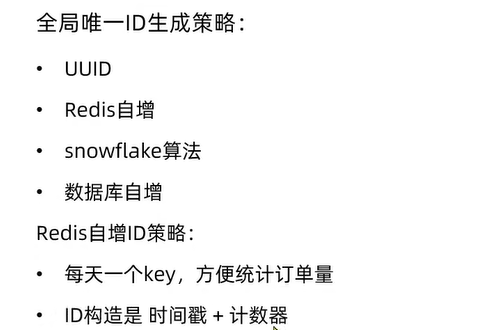 全局唯一ID生成策略：
• UUID
• Redis自增
• snowflake算法
• 数据库自增
Redis自增ID策略：
• 每天一个key，方便统计订单量
• ID构造是 时间戳 + 计数器